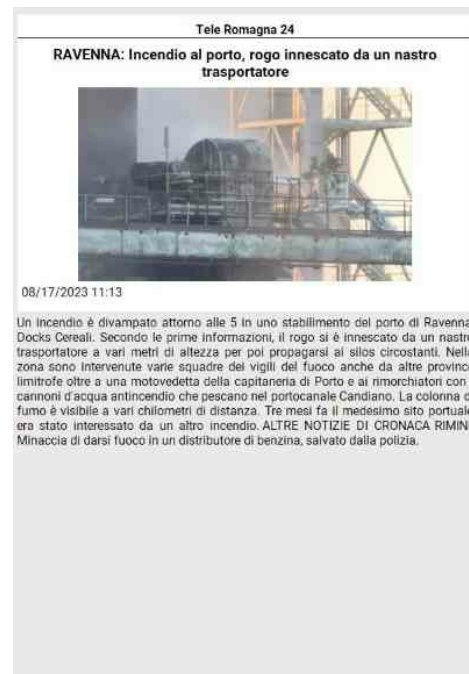 Tele Romagna 24
RAVENNA: Incendio al porto, rogo innescato da un nastro
trasportatore
08/17/2023 11:13
Un incendio è divampato attorno alle 5 in uno stabilimento del porto di Ravenna
Docks Cereali. Secondo le prime informazioni, il rogo si è innescato da un nastro
trasportatore a vari metri di altezza per poi propagarsi ai silos circostanti. Nella
zona sono intervenute varie squadre dei vigili del fuoco anche da altre province
limitrofe oltre a una motovedetta della capitaneria di Porto e ai rimorchiatori con i
cannoni d'acqua antincendio che pescano nel portocanale Candiano. La colonna d
fumo è visibile a vari chilometri di distanza. Tre mesi fa il medesimo sito portuale
era stato interessato da un altro incendio. ALTRE NOTIZIE DI CRONACA RIMINI
Minaccia di darsi fuoco in un distributore di benzina, salvato dalla polizia.